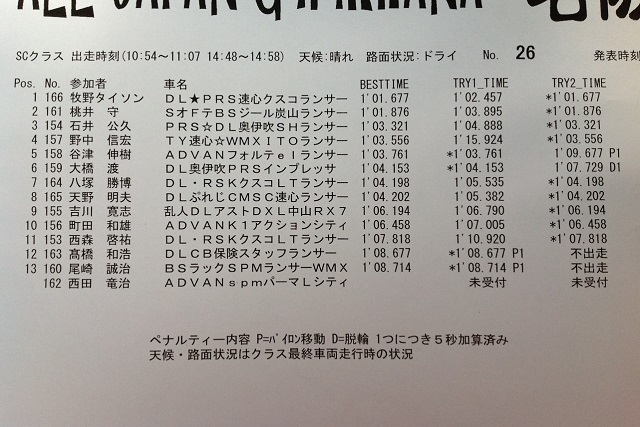 ALL JAPAN GYMKHANA 名阪
SCクラス 出走時刻(10:54～11:07 14:48～14:58) 天候:晴れ 路面状況:ドライ No. 26 発表時刻
Pos. No. 参加者 車名 BESTTIME TRY1_TIME TRY2_TIME
1 166 牧野タイソン ＤＬ★ＰＲＳ速心クスコランサー 1'01.677 1'02.457 *1'01.677
2 161 桃井 守 ＳオＦテＢＳジール炭山ランサー 1'01.876 1'03.895 *1'01.876
3 154 石井 公久 ＰＲＳ☆ＤＬ奥伊吹ＳＨランサー 1'03.321 1'04.888 *1'03.321
4 157 野中 信宏 ＴＹ速心☆ＷＭＸＩＴＯランサー 1'03.556 1'15.924 *1'03.556
5 158 谷津 伸樹 ＡＤＶＡＮフォルテｅＩランサー 1'03.761 *1'03.761 1'09.677 P1
6 159 大橋 渡 ＤＬ奥伊吹ＰＲＳインプレッサ 1'04.153 *1'04.153 1'07.729 D1
7 164 八塚 勝博 ＤＬ・ＲＳＫクスコＬＴランサー 1'04.198 1'05.535 *1'04.198
8 165 天野 明夫 ＤＬぷれじＣＭＳＣ速心ランサー 1'04.202 1'05.382 *1'04.202
9 155 吉川 寛志 乱人ＤＬアストＤＸＬ中山ＲＸ７ 1'06.194 1'06.790 *1'06.194
10 156 町田 和雄 ＡＤＶＡＮＫ１アクションシティ 1'06.458 1'07.005 *1'06.458
11 153 西森 啓祐 ＤＬ・ＲＳＫクスコＬＴランサー 1'07.818 1'10.920 *1'07.818
12 163 髙橋 和浩 ＤＬＣＢ保険スタッフランサー 1'08.677 *1'08.677 P1 不出走
13 160 尾崎 誠治 ＢＳラックＳＰＭランサーＷＭＸ 1'08.714 *1'08.714 P1 不出走
162 西田 竜治 ＡＤＶＡＮｓｐｍパーマＬシティ 未受付 未受付
ペナルティー内容 P=ﾊﾟｲﾛﾝ移動 D=脱輪 1つにつき５秒加算済み
天候・路面状況はクラス最終車両走行時の状況